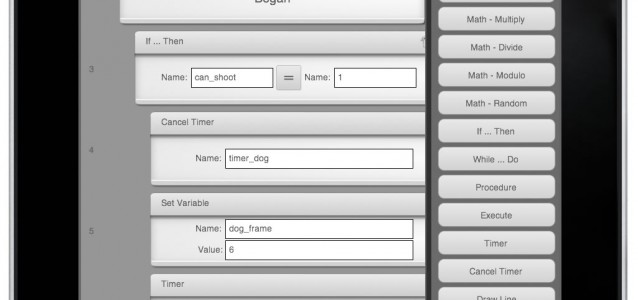 Began
If ... Then
3
Name: can_shoot = Name: 1
Cancel Timer
4
Name: timer_dog
Set Variable
5
Name: dog_frame
Value: 6
Timer
Math - Multiply
Math - Divide
Math - Modulo
Math - Random
If ... Then
While ... Do
Procedure
Execute
Timer
Cancel Timer
Draw Line